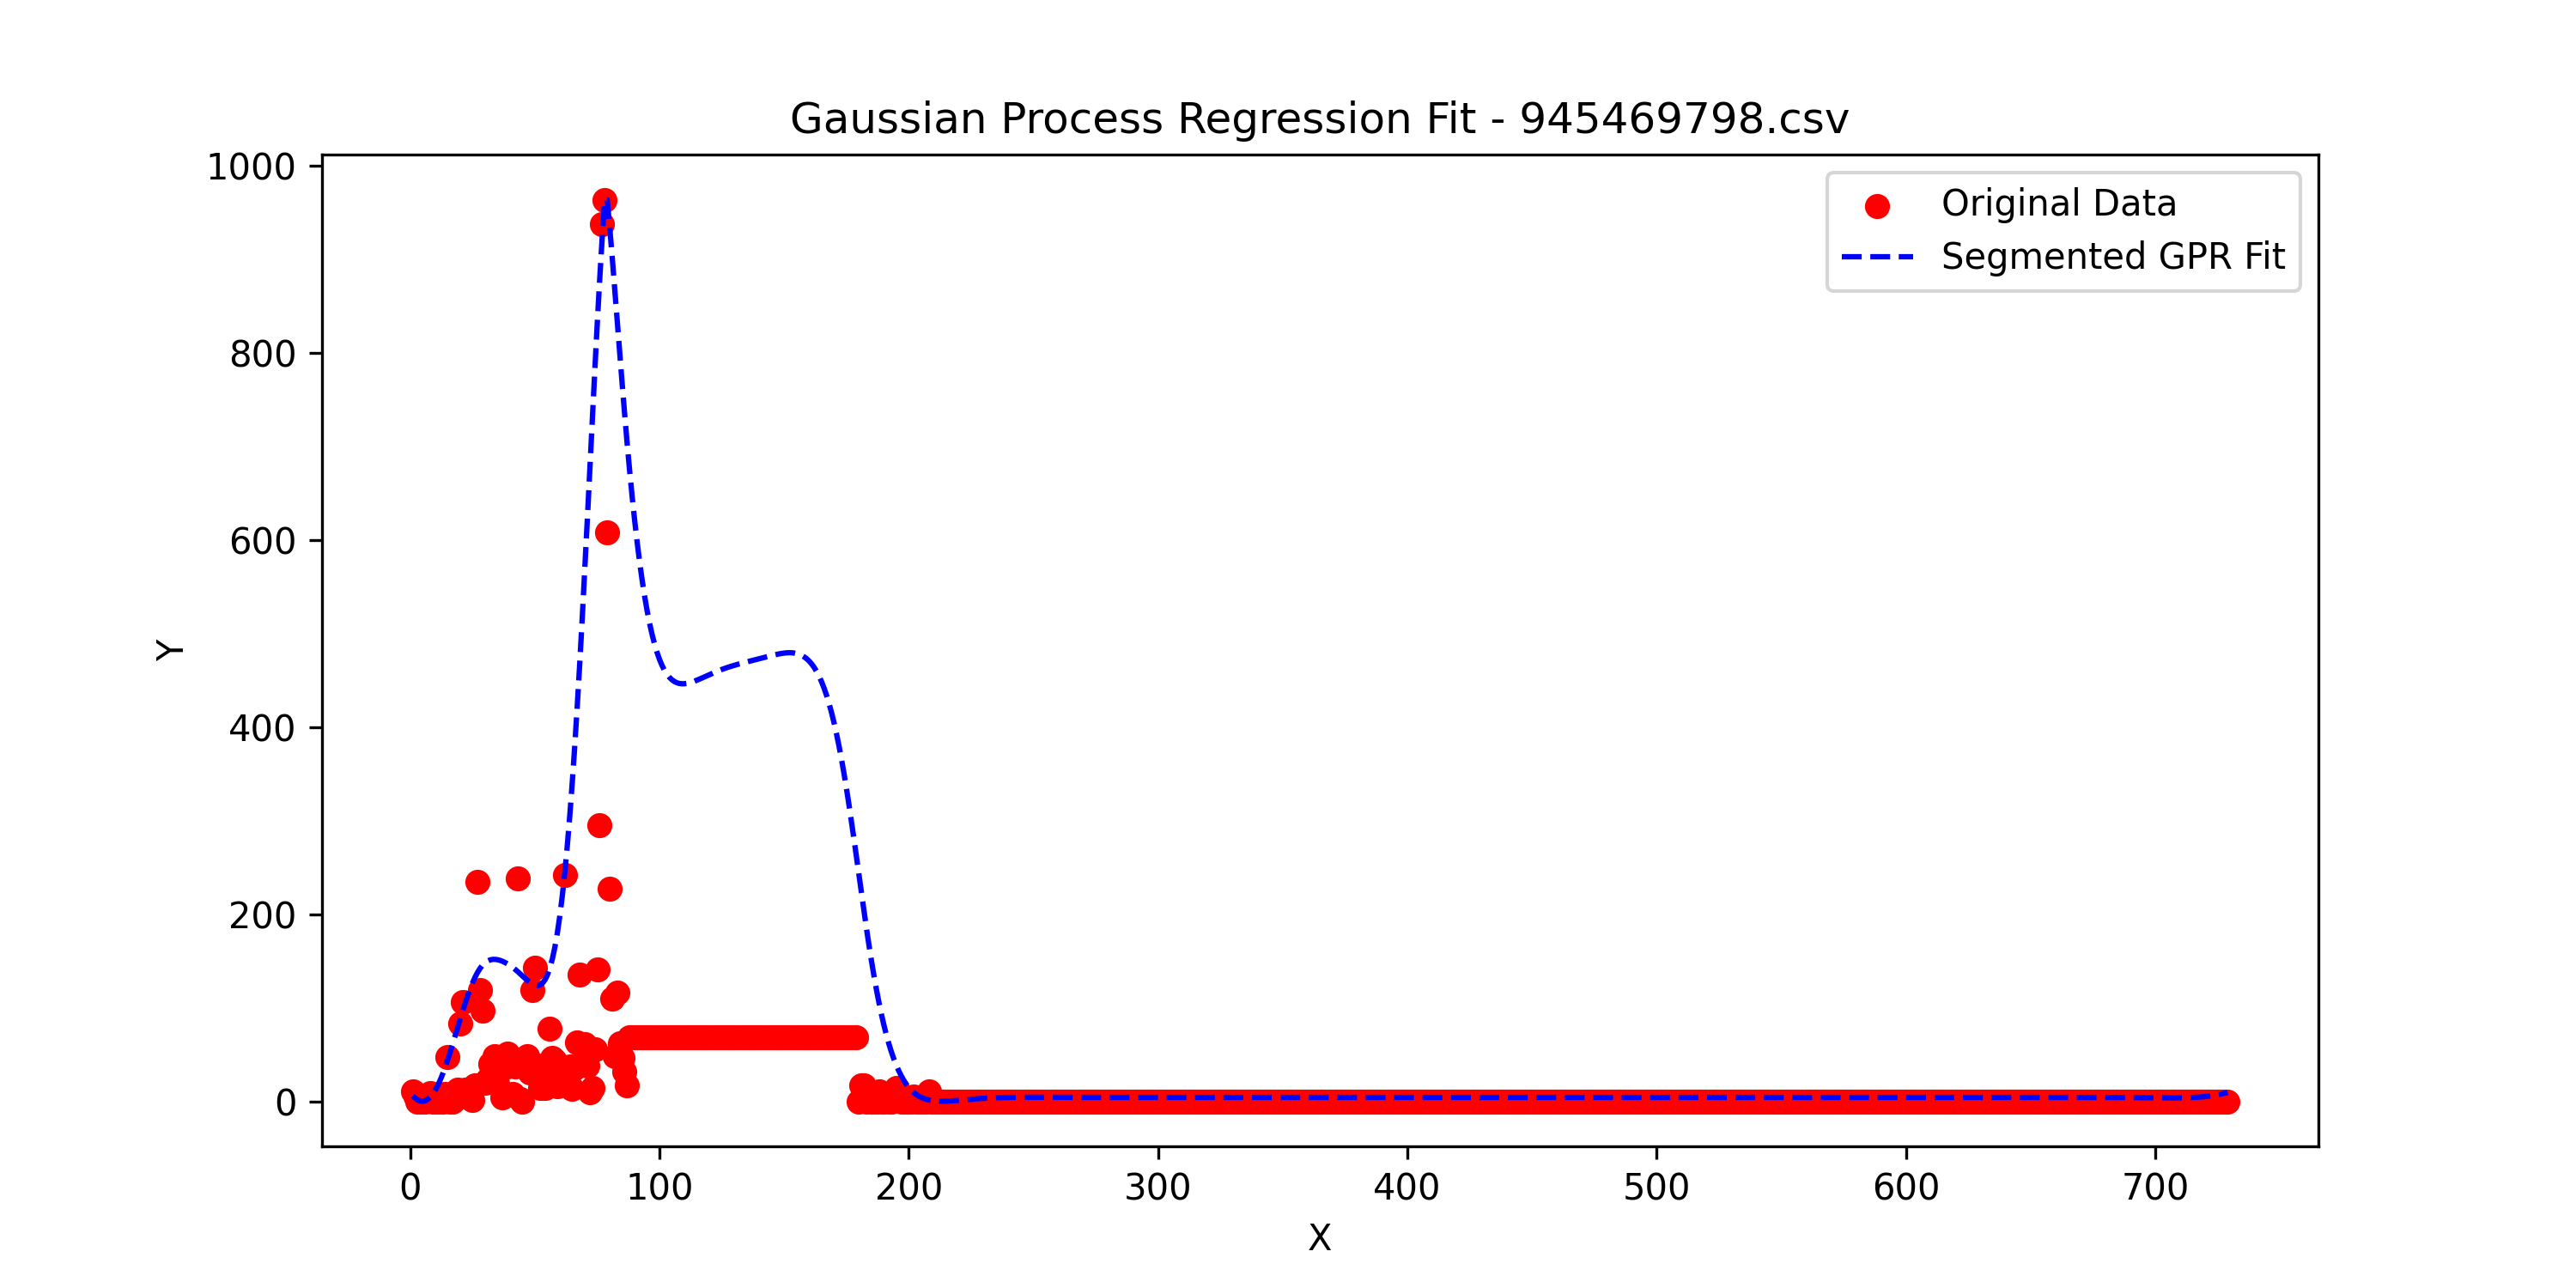 Gaussian Process Regression Fit - 945469798.csv
Original Data
Segmented GPR Fit
1000
800
600
400
200
0
Y
0 100 200 300 400 500 600 700
X